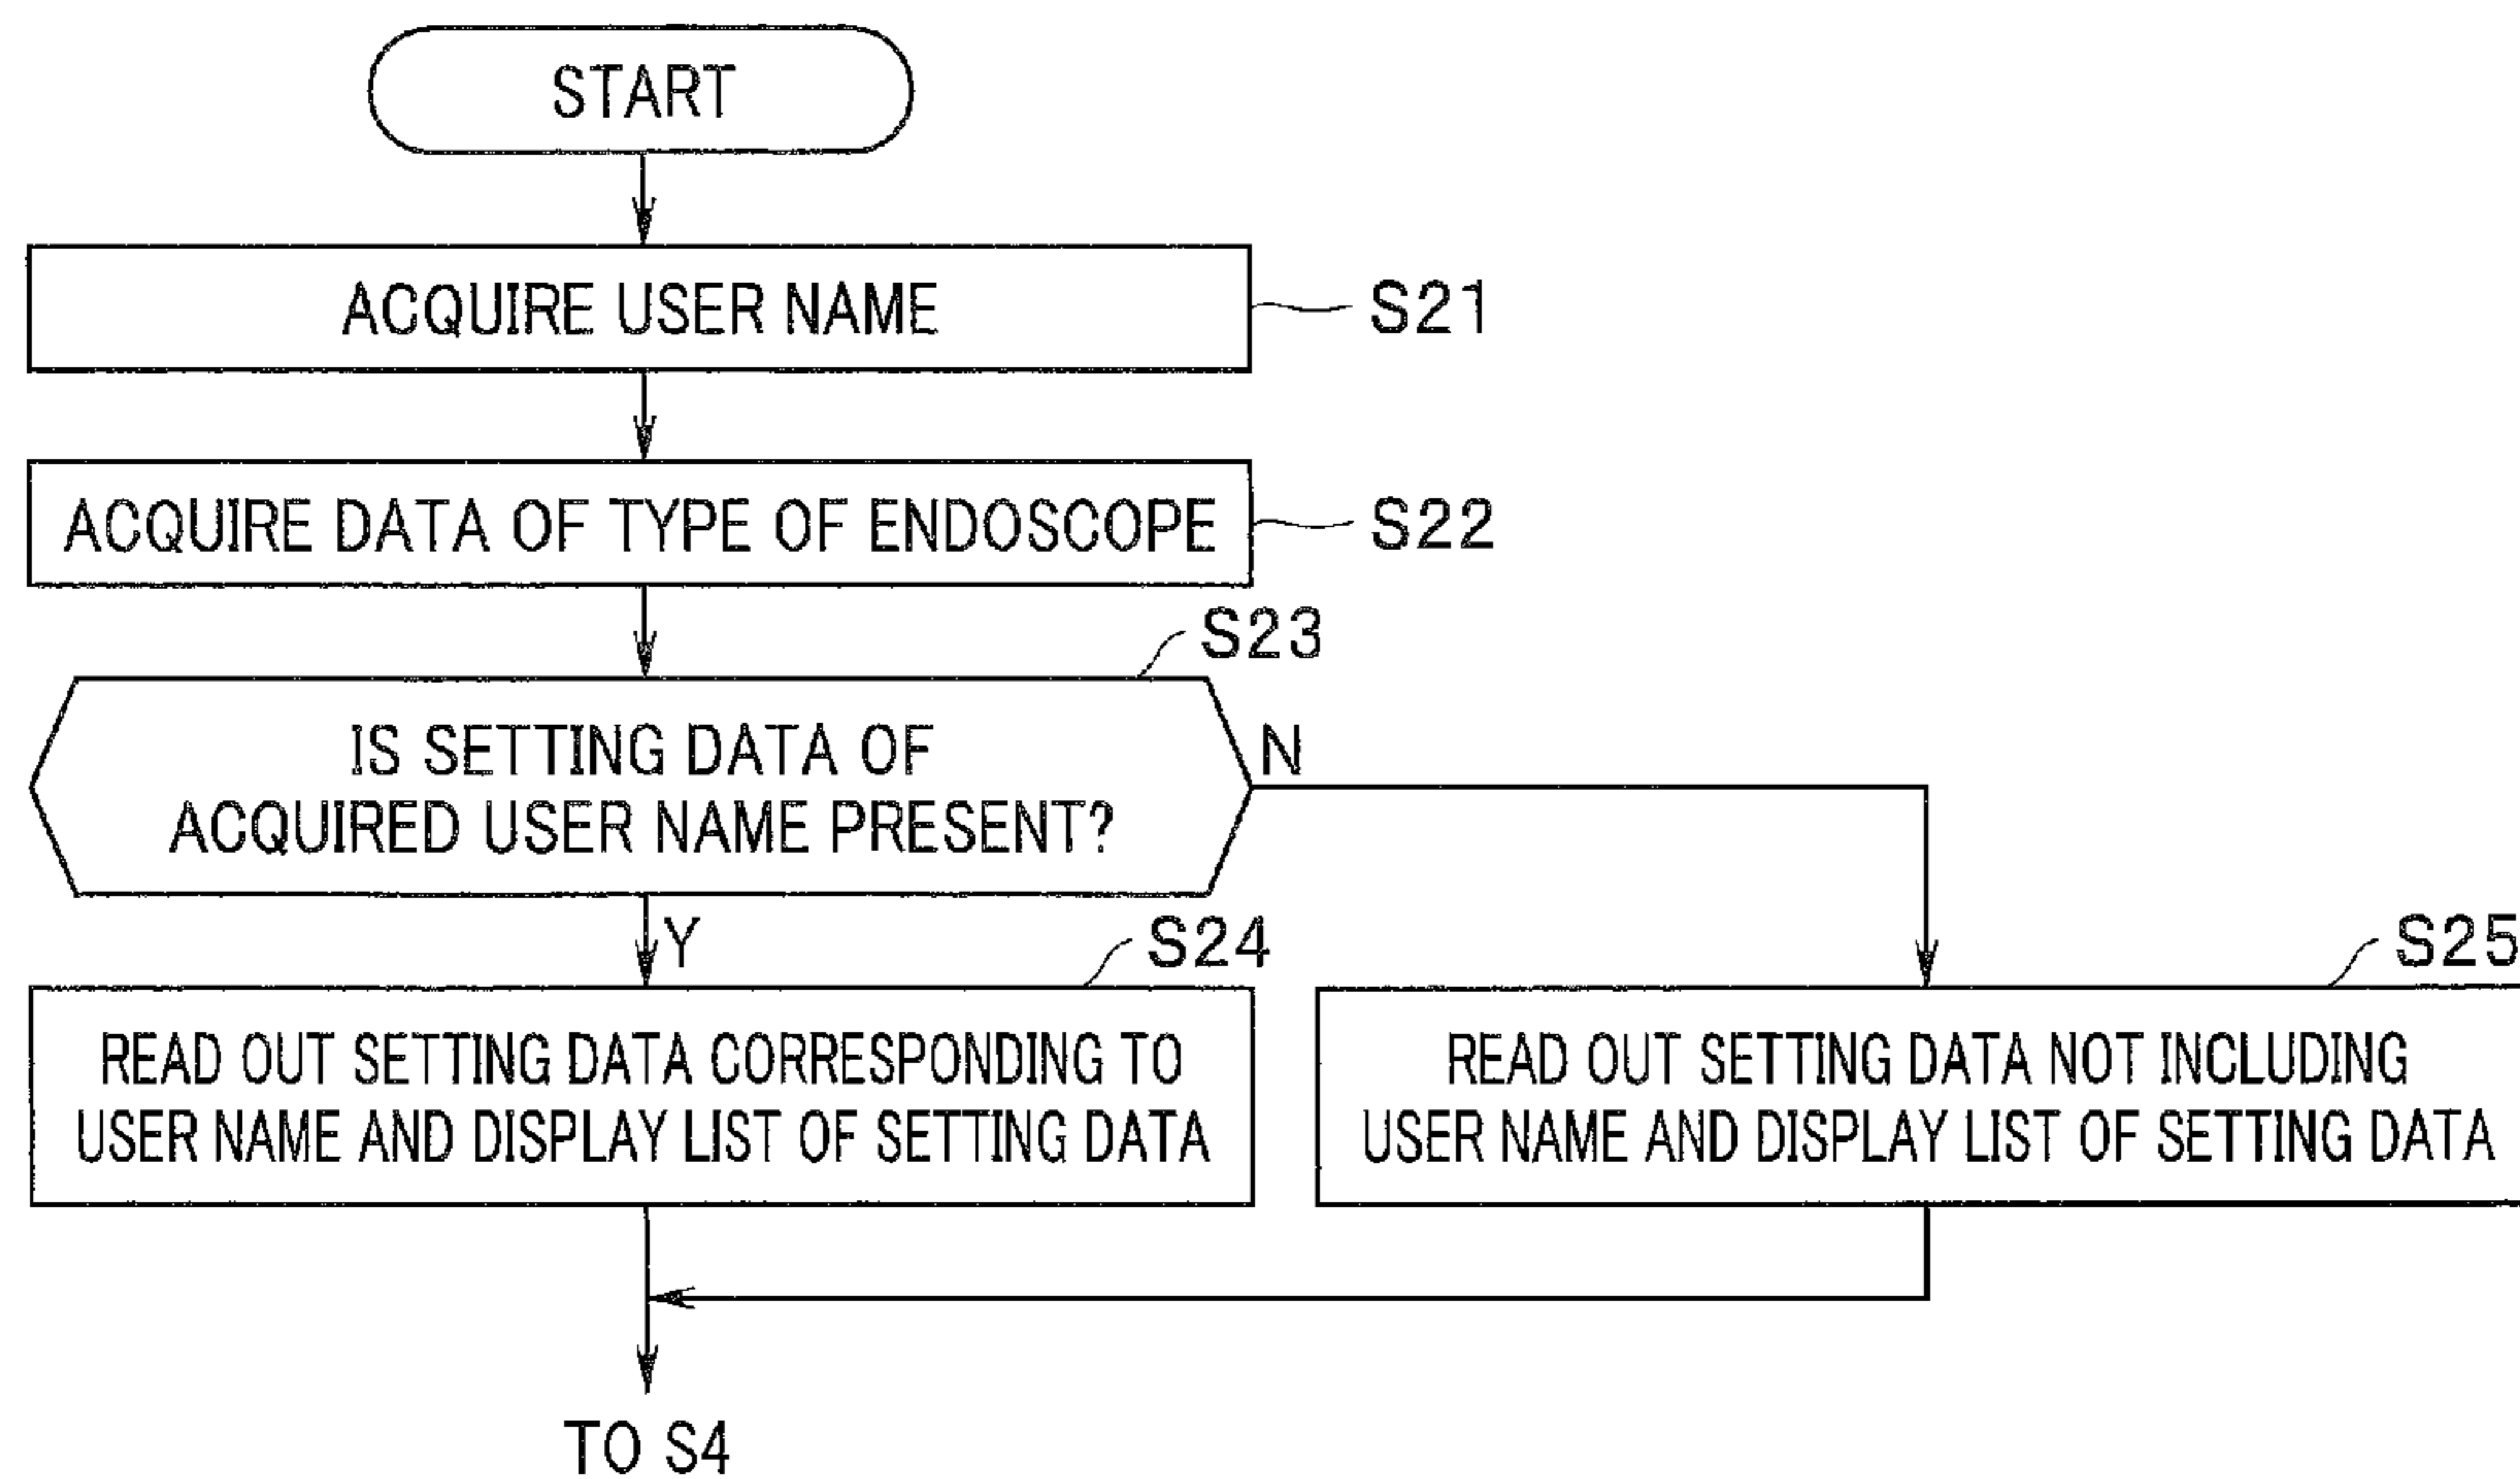 START
ACQUIRE USER NAME
S21
ACQUIRE DATA OF TYPE OF ENDOSCOPE
S22
S23
IS SETTING DATA OF
ACQUIRED USER NAME PRESENT?
N
Y
S24
READ OUT SETTING DATA CORRESPONDING TO
USER NAME AND DISPLAY LIST OF SETTING DATA
S25
READ OUT SETTING DATA NOT INCLUDING
USER NAME AND DISPLAY LIST OF SETTING DATA
TO S4